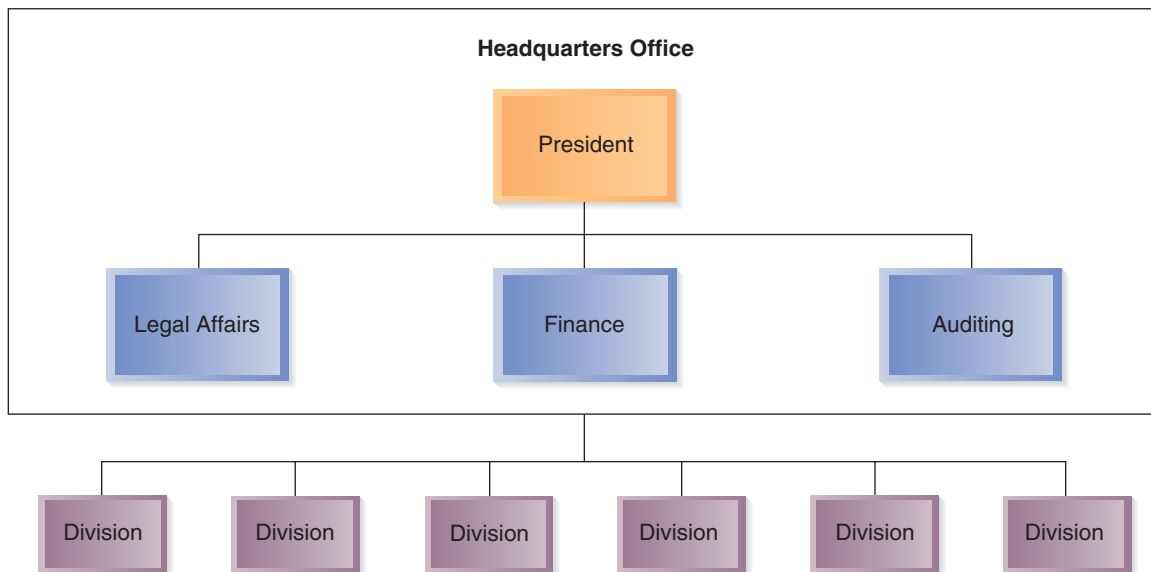 Headquarters Office
President
Legal Affairs
Finance
Auditing
Division
Division
Division
Division
Division
Division